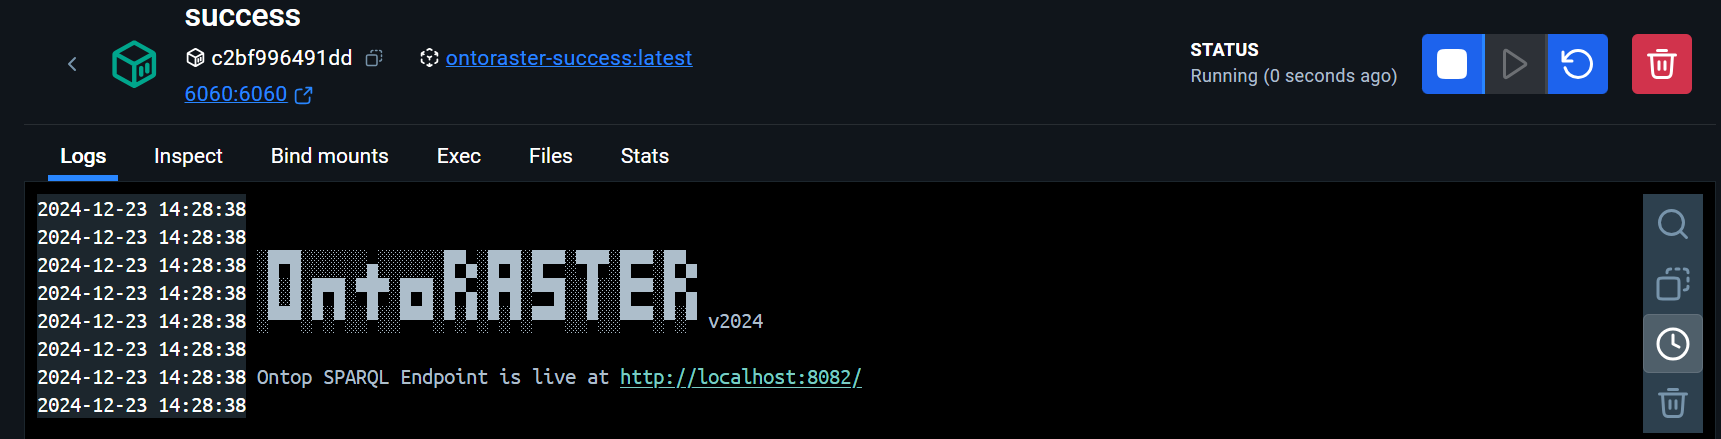 success
c2bf996491dd ontoraster-success:latest
6060:6060
STATUS
Running (0 seconds ago)
Logs Inspect Bind mounts Exec Files Stats
2024-12-23 14:28:38
2024-12-23 14:28:38
2024-12-23 14:28:38
2024-12-23 14:28:38
2024-12-23 14:28:38 OntoRASTER v2024
2024-12-23 14:28:38
2024-12-23 14:28:38 Ontop SPARQL Endpoint is live at http://localhost:8082/
2024-12-23 14:28:38